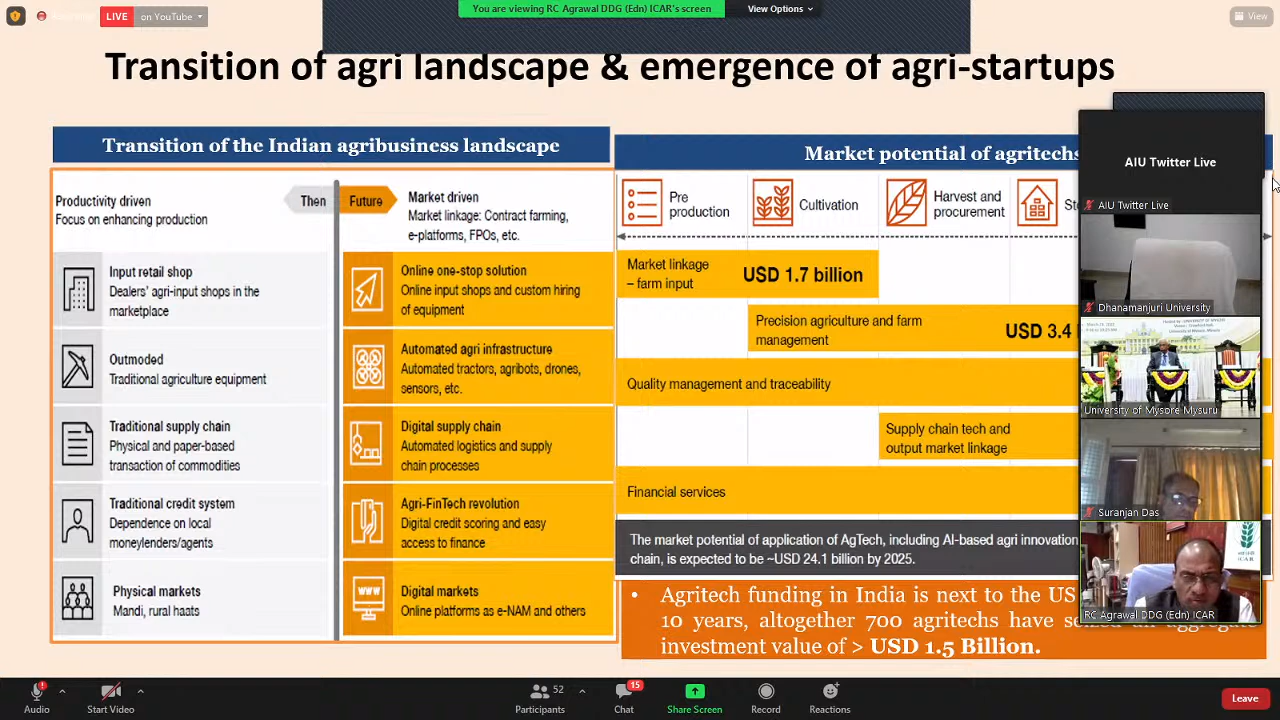 LIVE
on YouTube
You are viewing RC Agrawal DDG (Edn) ICAR's screen
View Options
View
Transition of agri landscape & emergence of agri-startups
Transition of the Indian agribusiness landscape
Productivity driven
Focus on enhancing production
Then
Future
Market driven
Market linkage: Contract farming,
e-platforms, FPOs, etc.
Input retail shop
Dealers' agri-input shops in the
marketplace
Online one-stop solution
Online input shops and custom hiring
of equipment
Outmoded
Traditional agriculture equipment
Automated agri infrastructure
Automated tractors, agribots, drones,
sensors, etc.
Traditional supply chain
Physical and paper-based
transaction of commodities
Digital supply chain
Automated logistics and supply
chain processes
Traditional credit system
Dependence on local
moneylenders/agents
Agri-FinTech revolution
Digital credit scoring and easy
access to finance
Physical markets
Mandi, rural haats
WWW
Digital markets
Online platforms as e-NAM and others
Market potential of agritechs
Pre
production
Cultivation
Harvest and
procurement
Market linkage
– farm input
USD 1.7 billion
Precision agriculture and farm
management
USD 3.4
Quality management and traceability
Supply chain tech and
output market linkage
Financial services
The market potential of application of AgTech, including AI-based agri innovation
chain, is expected to be ~USD 24.1 billion by 2025.
• Agritech funding in India is next to the US
10 years, altogether 700 agritechs have seized an aggregate
investment value of > USD 1.5 Billion.
AIU Twitter Live
AIU Twitter Live
Dhanamanjuri University
University of Mysore Mysuru
Suranjan Das
ICAR
RC Agrawal DDG (Edn) ICAR
Audio
Start Video
52
Participants
15
Chat
Share Screen
Record
Reactions
Leave